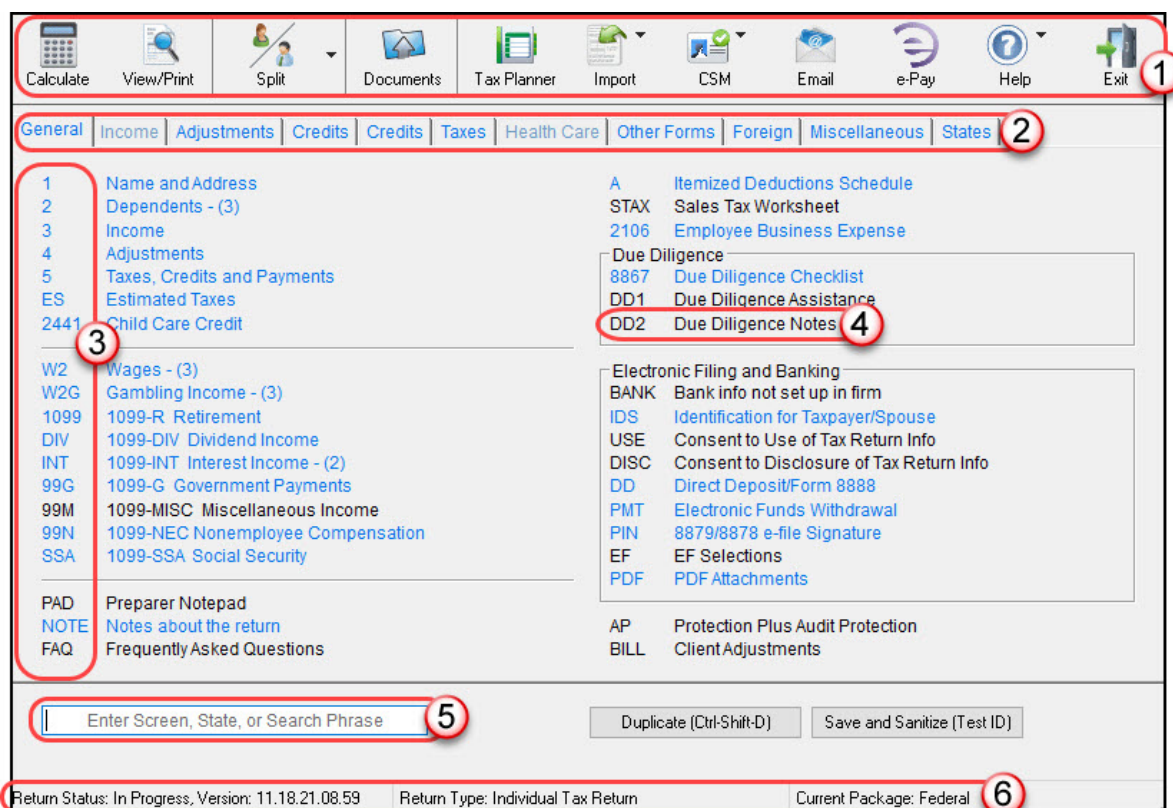 Calculate View/Print Split Documents Tax Planner Import CSM Email e-Pay Help Exit 1
General Income Adjustments Credits Credits Taxes Health Care Other Forms Foreign Miscellaneous States 2
1 Name and Address
2 Dependents - (3)
3 Income
4 Adjustments
5 Taxes, Credits and Payments
ES Estimated Taxes
2441 Child Care Credit
3
W2 Wages - (3)
W2G Gambling Income - (3)
1099 1099-R Retirement
DIV 1099-DIV Dividend Income
INT 1099-INT Interest Income - (2)
99G 1099-G Government Payments
99M 1099-MISC Miscellaneous Income
99N 1099-NEC Nonemployee Compensation
SSA 1099-SSA Social Security
PAD Preparer Notepad
NOTE Notes about the return
FAQ Frequently Asked Questions
A Itemized Deductions Schedule
STAX Sales Tax Worksheet
2106 Employee Business Expense
Due Diligence
8867 Due Diligence Checklist
DD1 Due Diligence Assistance
DD2 Due Diligence Notes 4
Electronic Filing and Banking
BANK Bank info not set up in firm
IDS Identification for Taxpayer/Spouse
USE Consent to Use of Tax Return Info
DISC Consent to Disclosure of Tax Return Info
DD Direct Deposit/Form 8888
PMT Electronic Funds Withdrawal
PIN 8879/8878 e-file Signature
EF EF Selections
PDF PDF Attachments
AP Protection Plus Audit Protection
BILL Client Adjustments
Enter Screen, State, or Search Phrase 5
Duplicate (Ctrl-Shift-D) Save and Sanitize (Test ID)
Return Status: In Progress, Version: 11.18.21.08.59 Return Type: Individual Tax Return Current Package: Federal 6